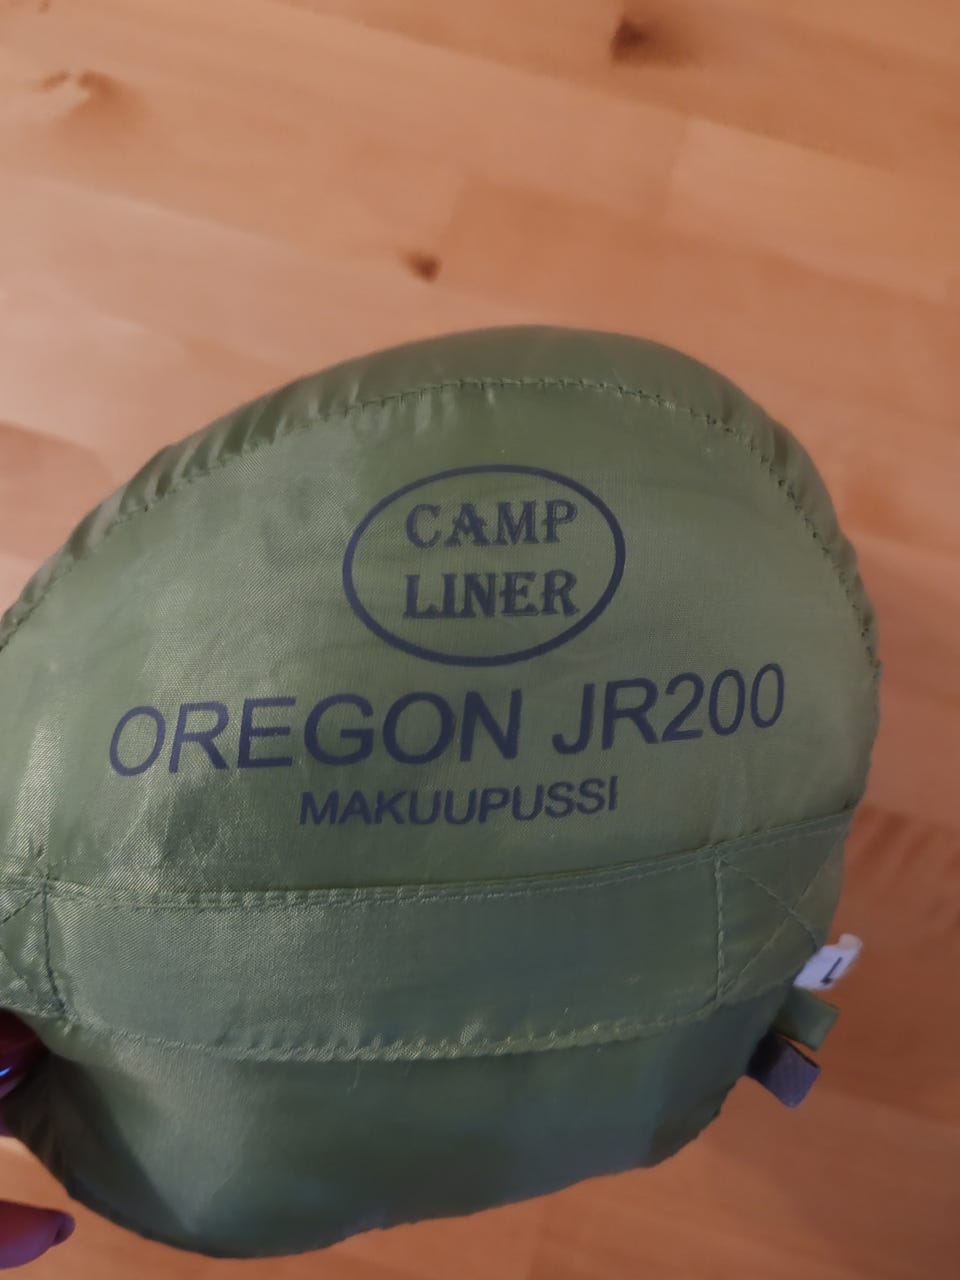 CAMP
LINER
OREGON JR200
MAKUUPUSSI
L